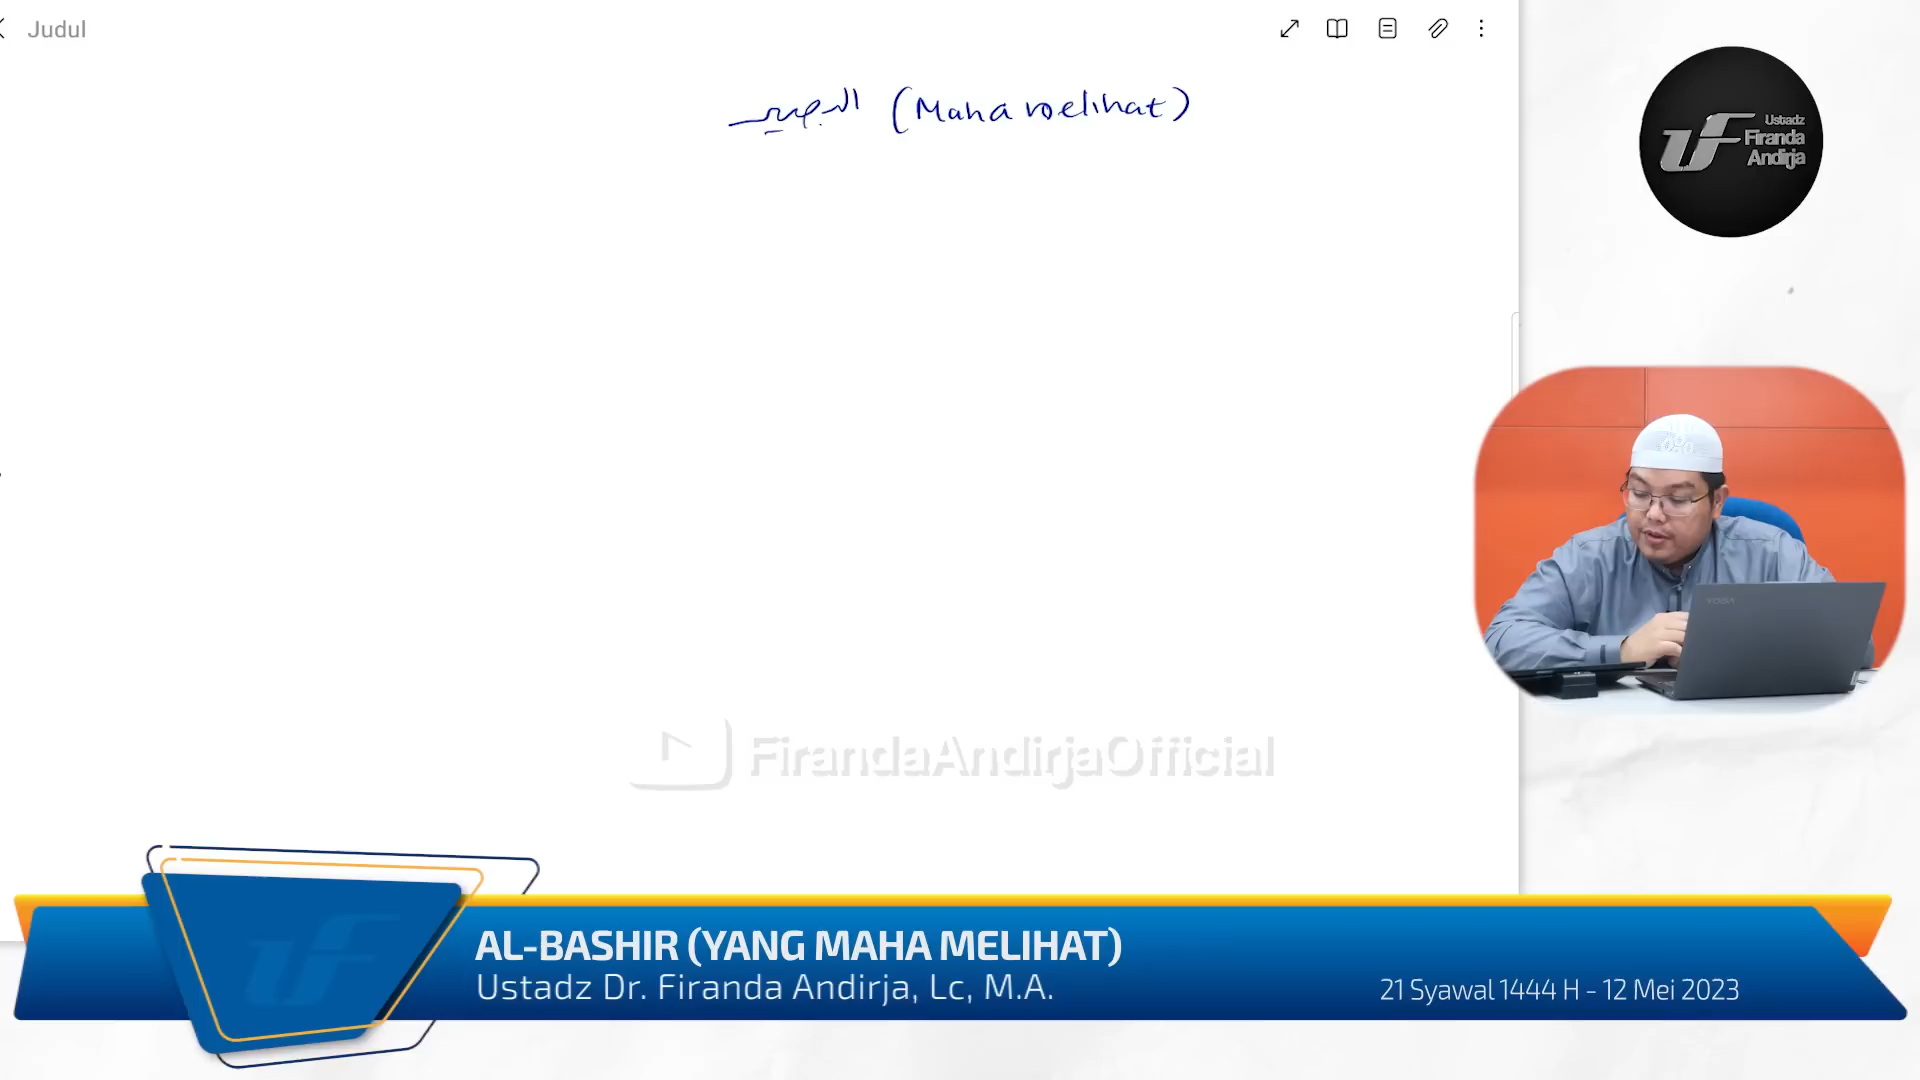 Judul
البصير (Maha melihat)
Ustadz
Firanda
Andirja
YOGA
FirandaAndirjaOfficial
AL-BASHIR (YANG MAHA MELIHAT)
Ustadz Dr. Firanda Andirja, Lc, M.A.
21 Syawal 1444 H - 12 Mei 2023